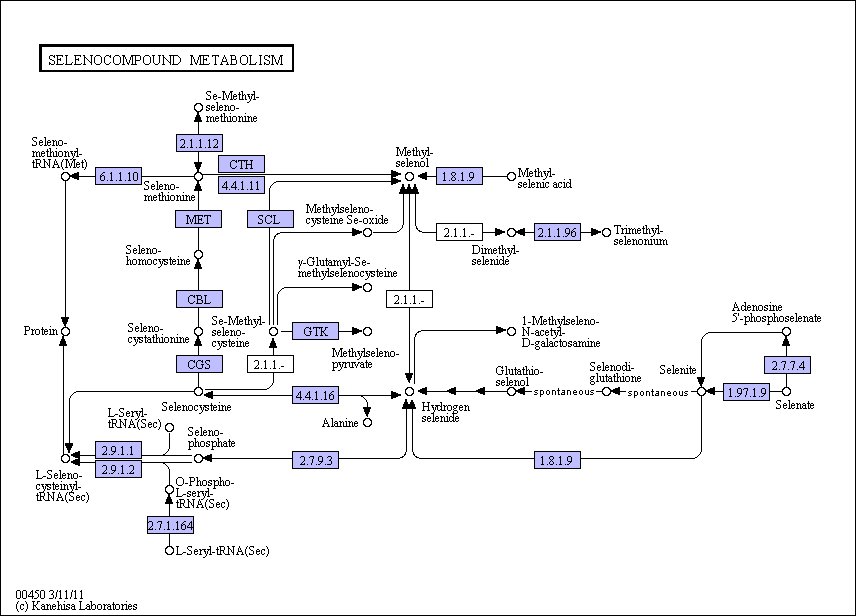 SELENOCOMPOUND METABOLISM
Se-Methyl-
seleno-
methionine
2.1.1.12
Seleno-
methionyl-
tRNA(Met)
6.1.1.10
Seleno-
methionine
CTH
4.4.1.11
Methyl-
selenol
1.8.1.9
Methyl-
selenic acid
MET
SCL
Methylseleno-
cysteine Se-oxide
2.1.1.-
Dimethyl-
selenide
2.1.1.96
Trimethyl-
selenonium
Seleno-
homocysteine
γ-Glutamyl-Se-
methylselenocysteine
CBL
2.1.1.-
Protein
Seleno-
cystathionine
Se-Methyl-
seleno-
cysteine
GTK
Methylseleno-
pyruvate
1-Methylseleno-
N-acetyl-
D-galactosamine
Adenosine
5'-phosphoselenate
CGS
2.1.1.-
Glutathio-
selenol
Selenodi-
glutathione
Selenite
2.7.7.4
Selenocysteine
4.4.1.16
Alanine
Hydrogen
selenide
spontaneous
spontaneous
1.97.1.9
Selenate
L-Seryl-
tRNA(Sec)
Seleno-
phosphate
2.9.1.1
2.9.1.2
2.7.9.3
1.8.1.9
L-Seleno-
cysteinyl-
tRNA(Sec)
O-Phospho-
L-seryl-
tRNA(Sec)
2.7.1.164
L-Seryl-tRNA(Sec)
00450 3/11/11
(c) Kanehisa Laboratories